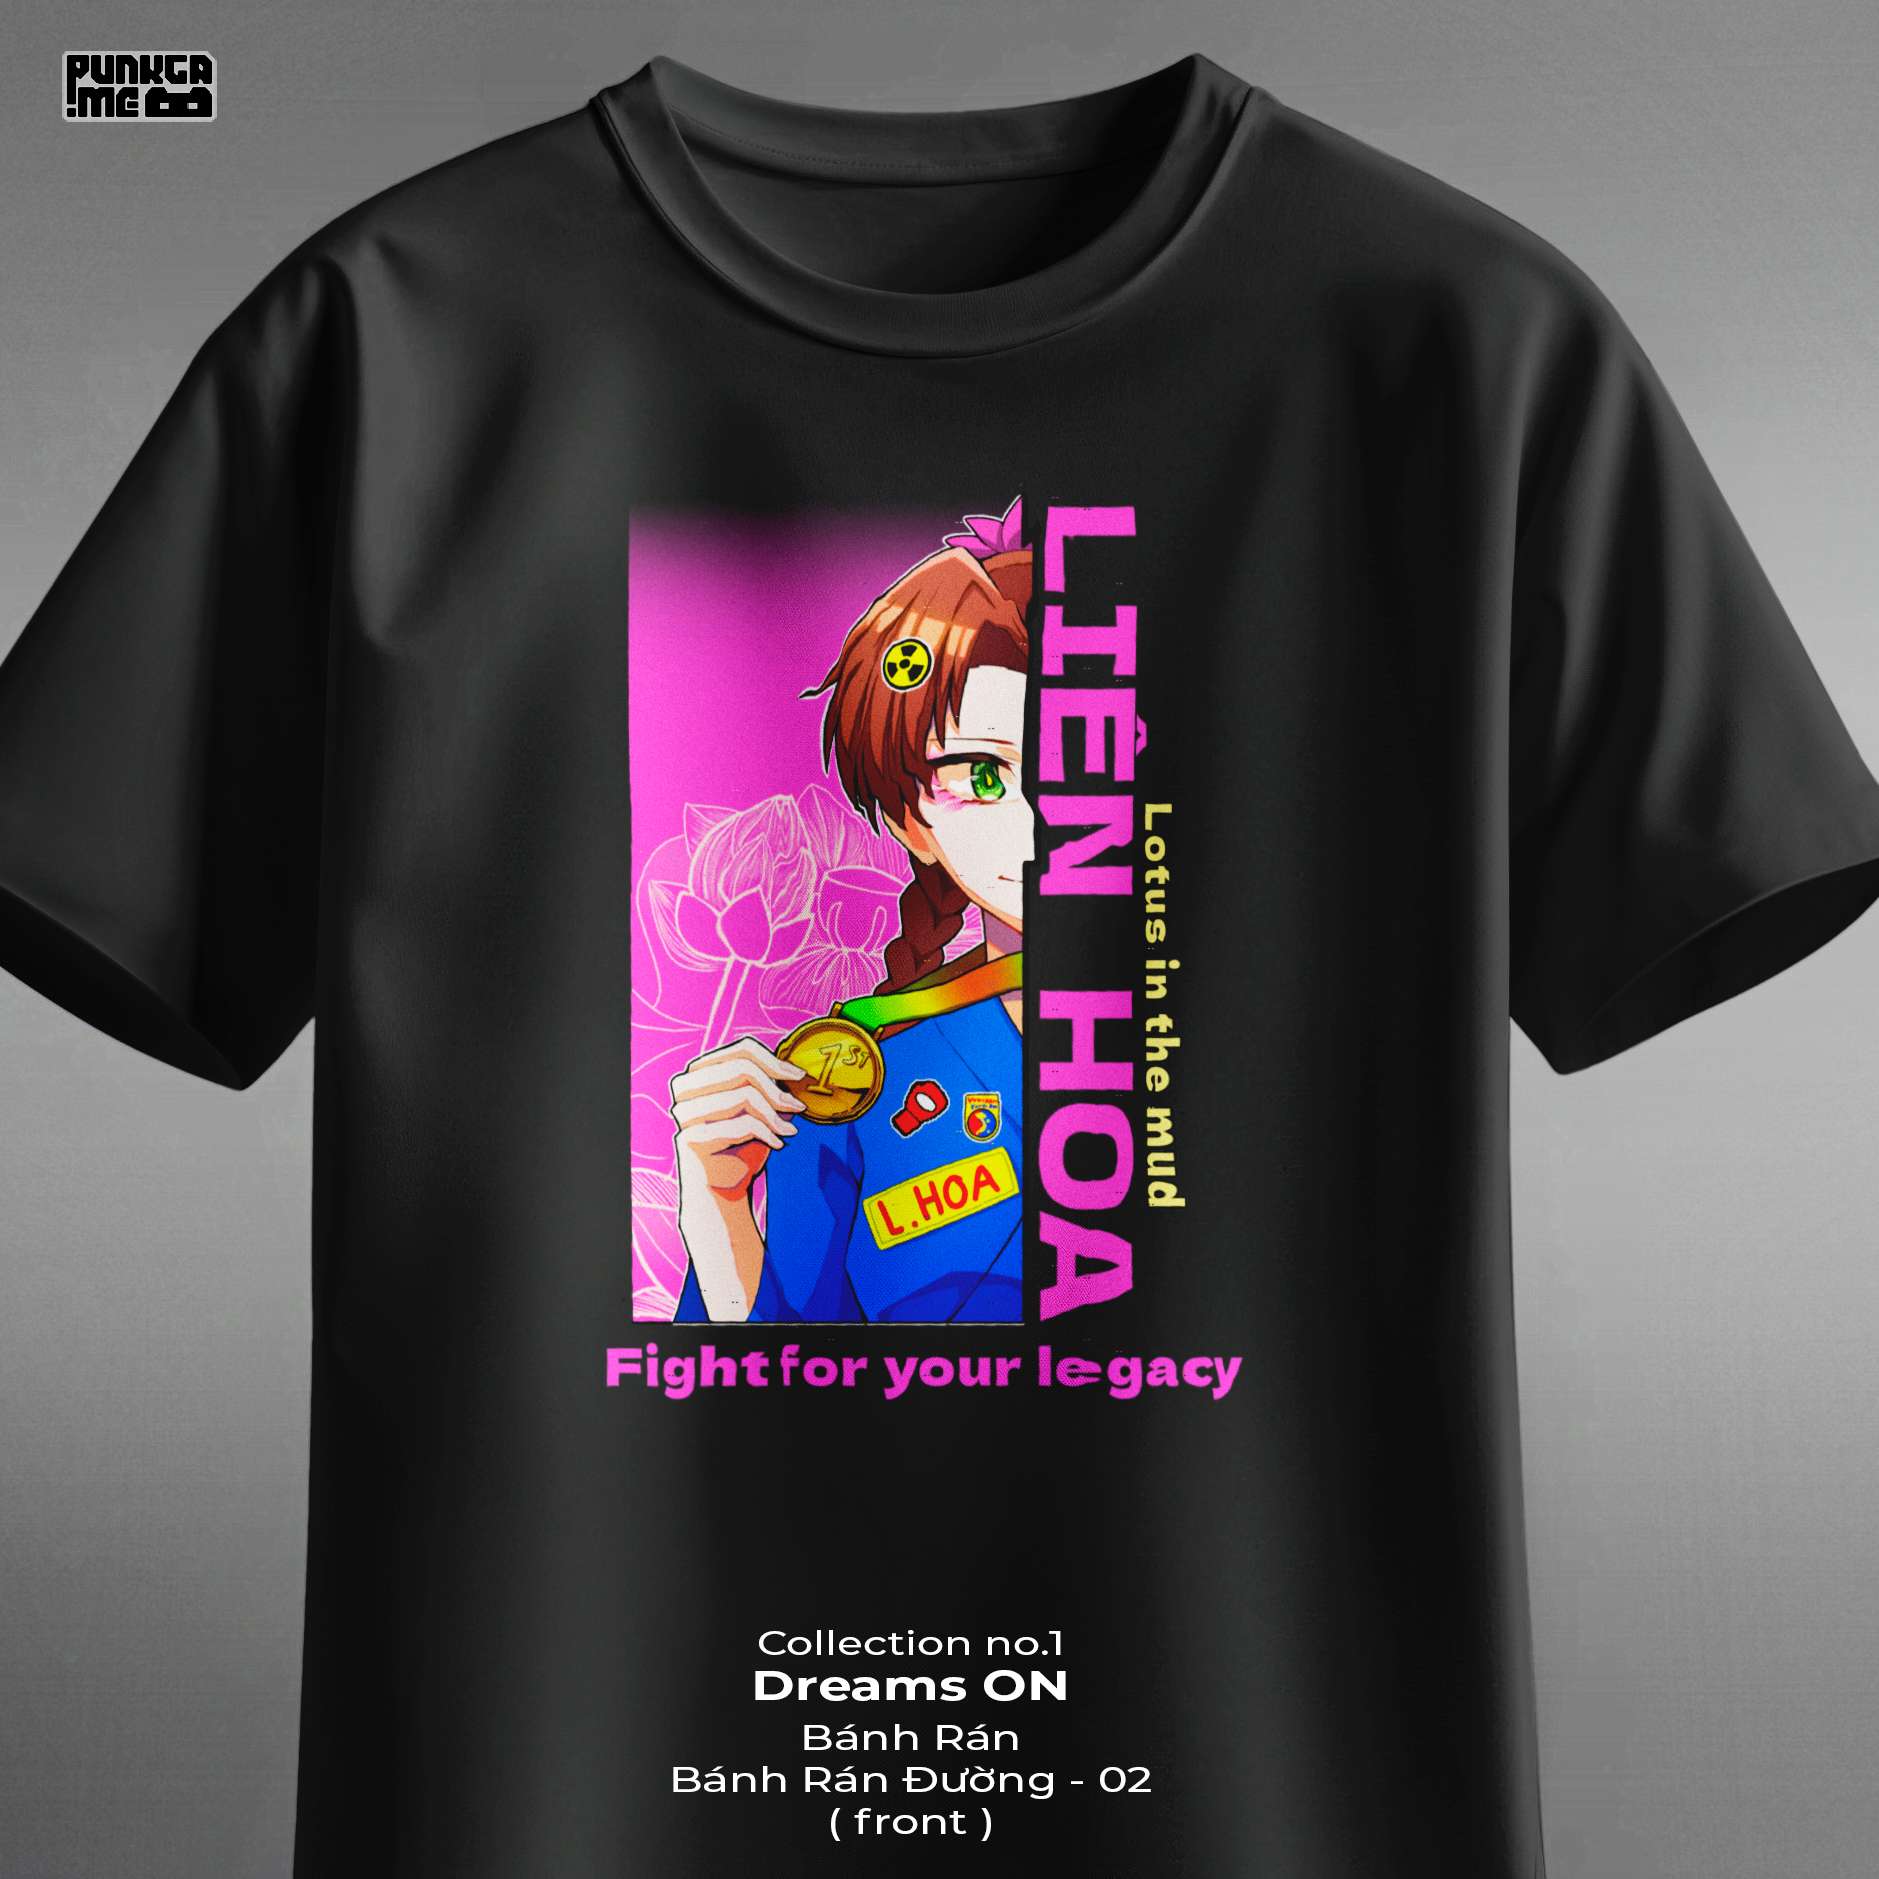 PUNKGA
.ME
LIÊN HOA
Lotus in the mud
1ST
L.HOA
Fight for your legacy
Collection no.1
Dreams ON
Bánh Rán
Bánh Rán Đường - 02
( front )